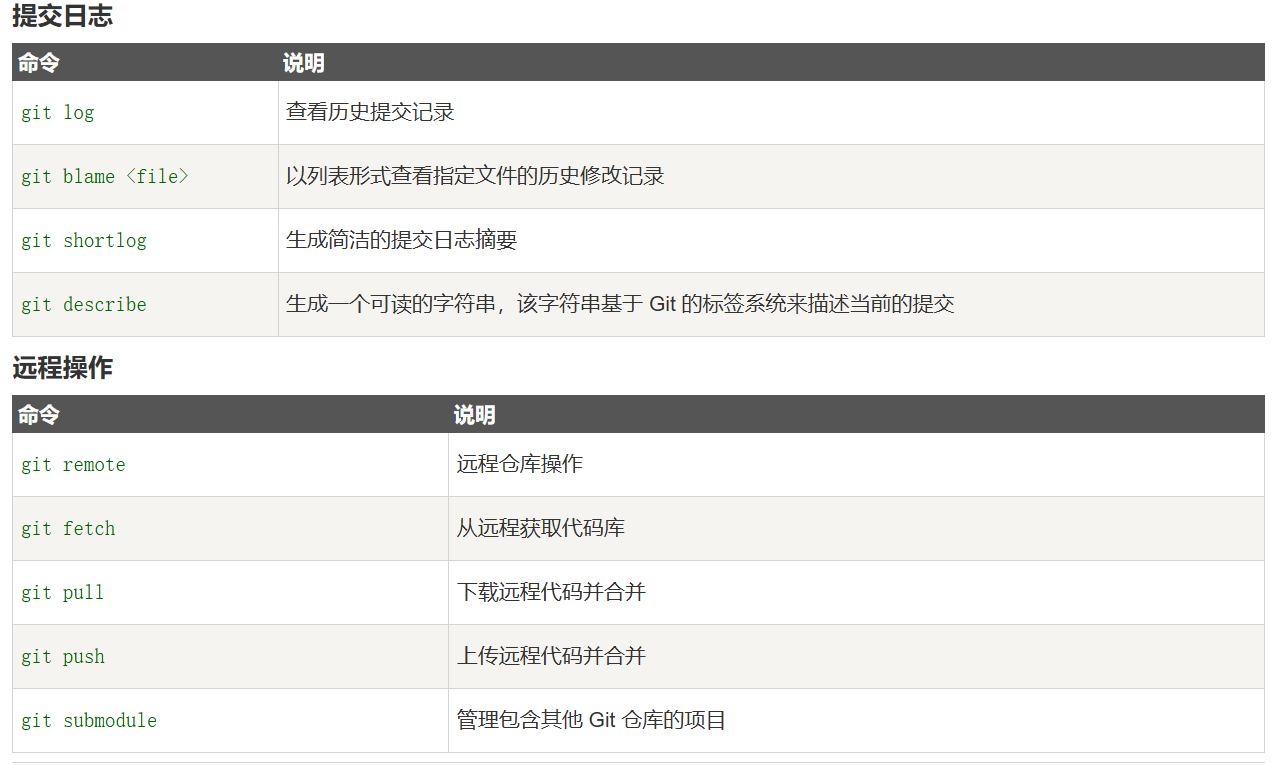 提交日志
命令 说明
git log 查看历史提交记录
git blame <file> 以列表形式查看指定文件的历史修改记录
git shortlog 生成简洁的提交日志摘要
git describe 生成一个可读的字符串，该字符串基于 Git 的标签系统来描述当前的提交
远程操作
命令 说明
git remote 远程仓库操作
git fetch 从远程获取代码库
git pull 下载远程代码并合并
git push 上传远程代码并合并
git submodule 管理包含其他 Git 仓库的项目